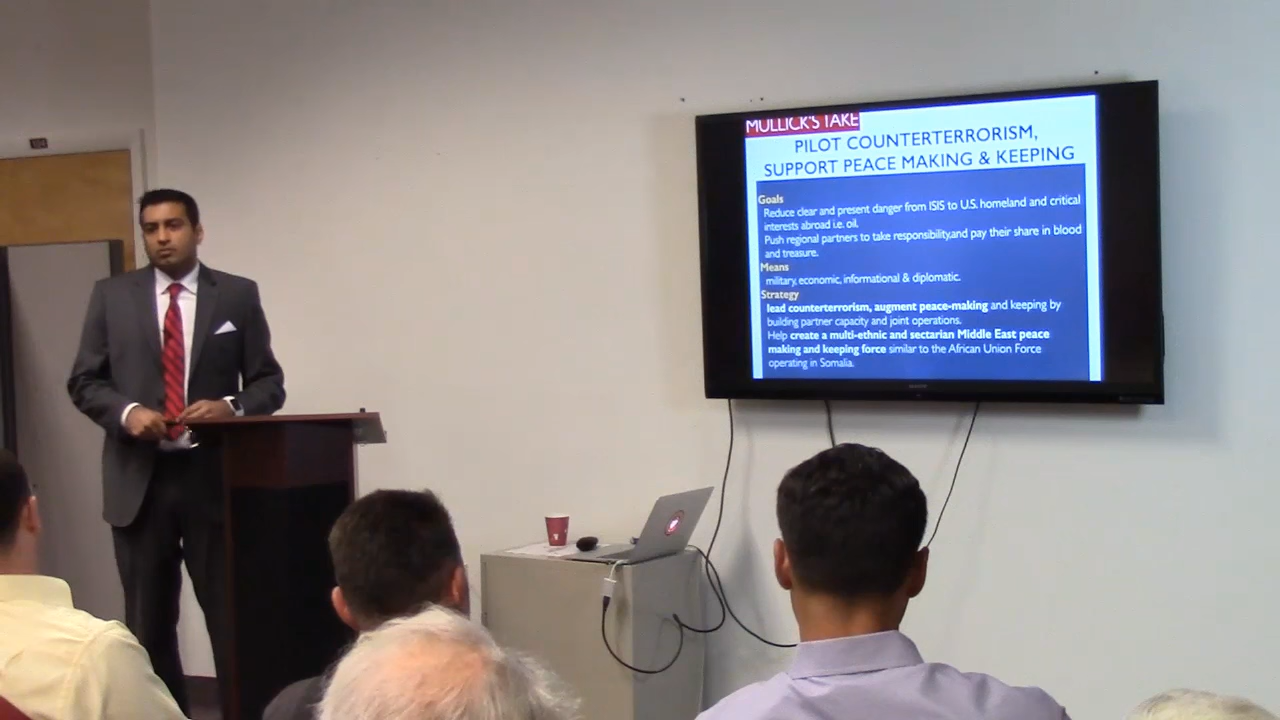 MULLICK'S TAKE
PILOT COUNTERTERRORISM,
SUPPORT PEACE MAKING & KEEPING
Goals
Reduce clear and present danger from ISIS to U.S. homeland and critical
interests abroad i.e. oil.
Push regional partners to take responsibility,and pay their share in blood
and treasure.
Means
military, economic, informational & diplomatic.
Strategy
lead counterterrorism, augment peace-making and keeping by
building partner capacity and joint operations.
Help create a multi-ethnic and sectarian Middle East peace
making and keeping force similar to the African Union Force
operating in Somalia.